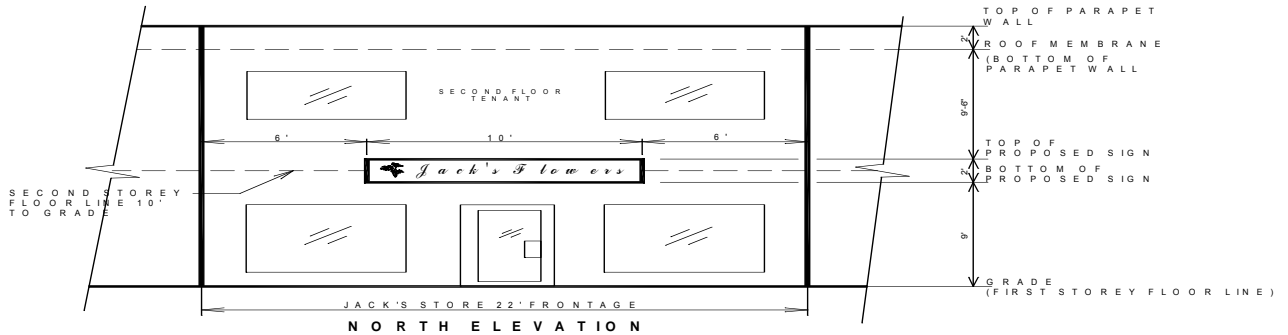 TOP OF PARAPET
WALL
2'
ROOF MEMBRANE
(BOTTOM OF
PARAPET WALL
SECOND FLOOR
TENANT
9'-6"
6'
10'
6'
TOP OF
PROPOSED SIGN
Jack's Flowers
2'
BOTTOM OF
PROPOSED SIGN
SECOND STOREY
FLOOR LINE 10'
TO GRADE
9'
GRADE
(FIRST STOREY FLOOR LINE)
JACK'S STORE 22' FRONTAGE
NORTH ELEVATION